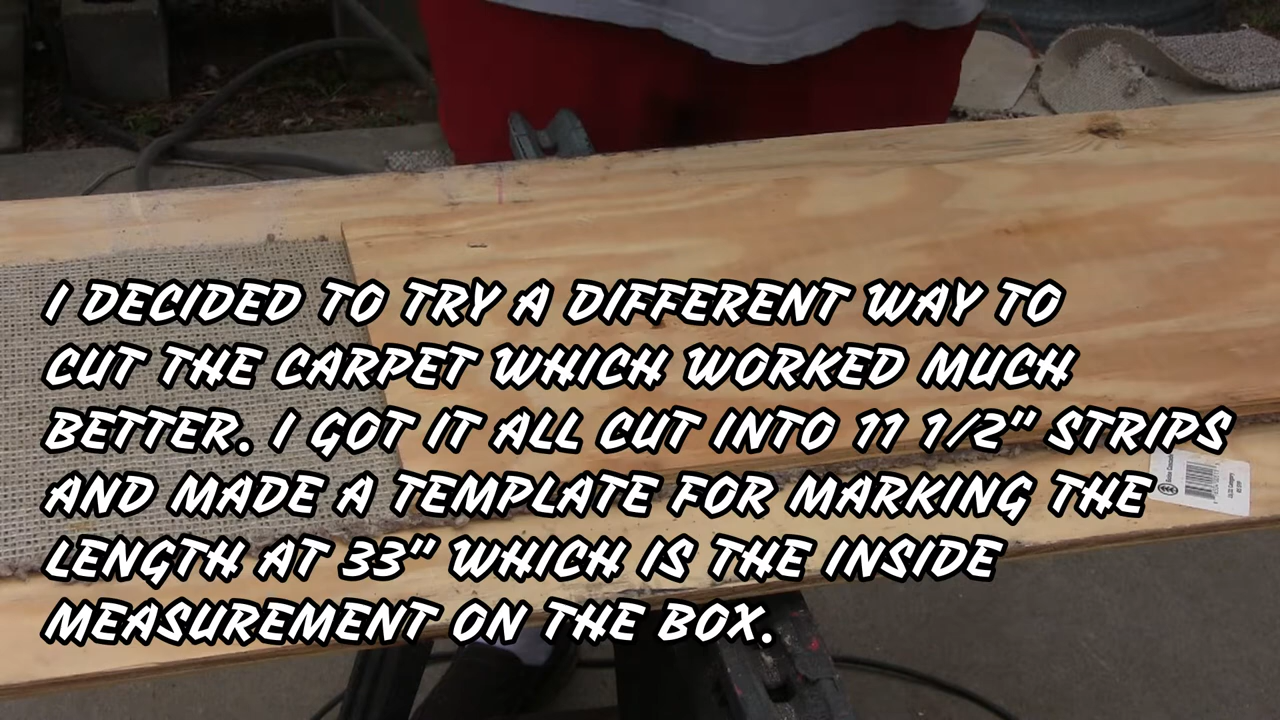 I DECIDED TO TRY A DIFFERENT WAY TO
CUT THE CARPET WHICH WORKED MUCH
BETTER. I GOT IT ALL CUT INTO 11 1/2" STRIPS
AND MADE A TEMPLATE FOR MARKING THE
LENGTH AT 33" WHICH IS THE INSIDE
MEASUREMENT ON THE BOX.